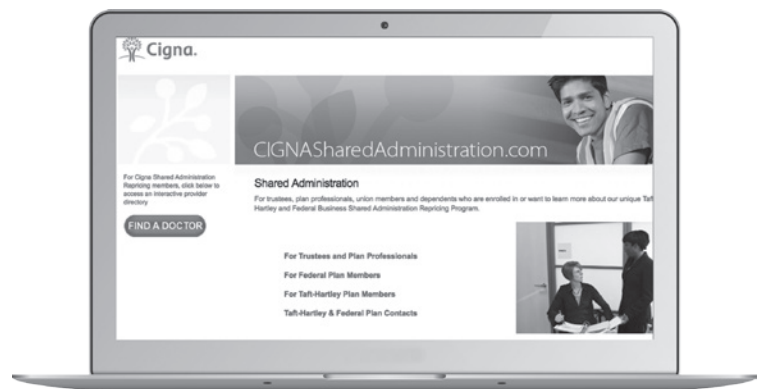 Cigna.
CIGNASharedAdministration.com
For Cigna Shared Administration
Repricing members, click below to
access an interactive provider
directory
FIND A DOCTOR
Shared Administration
For trustees, plan professionals, union members and dependents who are enrolled in or want to learn more about our unique Taft
Hartley and Federal Business Shared Administration Repricing Program.
For Trustees and Plan Professionals
For Federal Plan Members
For Taft-Hartley Plan Members
Taft-Hartley & Federal Plan Contacts